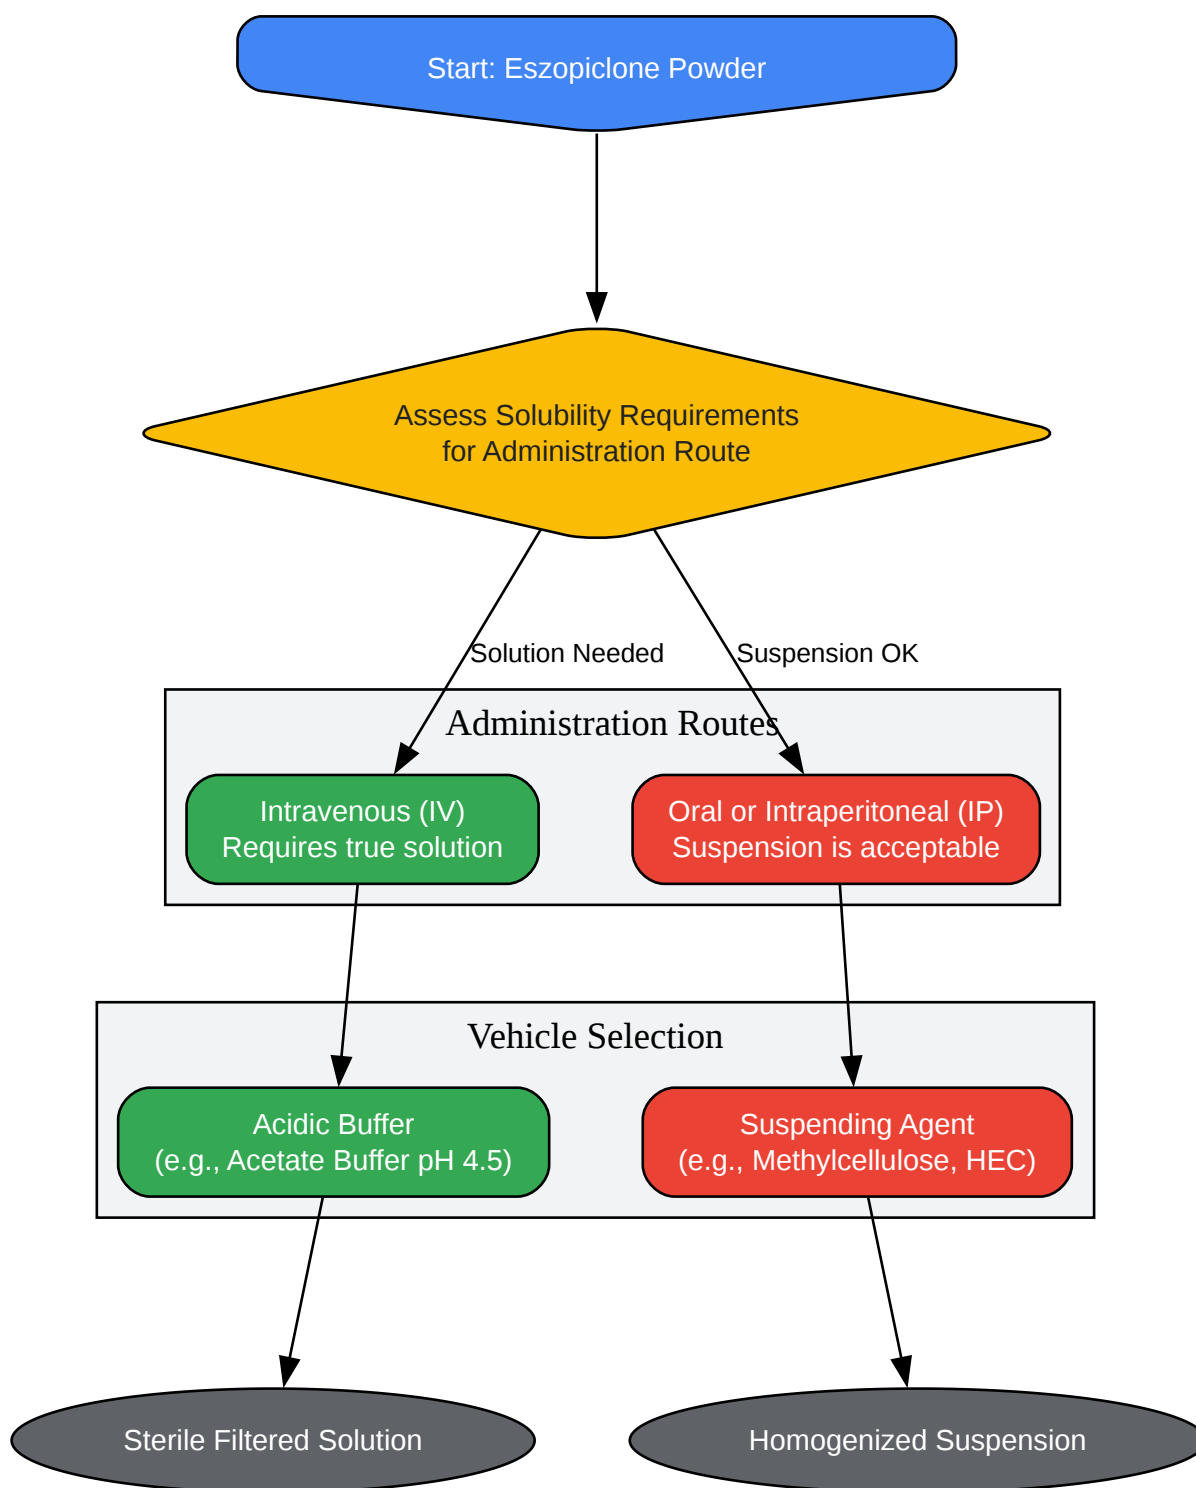 Start: Eszopiclone Powder
Assess Solubility Requirements
for Administration Route
Solution Needed
Suspension OK
Administration Routes
Intravenous (IV)
Requires true solution
Oral or Intraperitoneal (IP)
Suspension is acceptable
Vehicle Selection
Acidic Buffer
(e.g., Acetate Buffer pH 4.5)
Suspending Agent
(e.g., Methylcellulose, HEC)
Sterile Filtered Solution
Homogenized Suspension